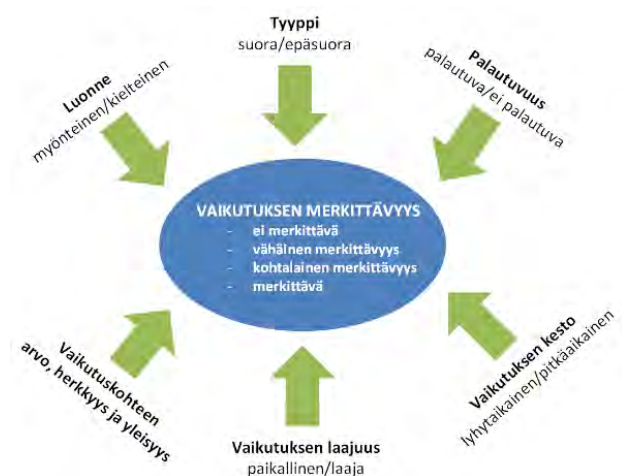 Tyyppi
suora/epäsuora
Luonne
myönteinen/kielteinen
Palautuvuus
palautuva/ei palautuva
VAIKUTUKSEN MERKITTÄVYYS
- ei merkittävä
- vähäinen merkittävyys
- kohtalainen merkittävyys
- merkittävä
Vaikutuskohteen
arvo, herkkyys ja yleisyys
Vaikutuksen laajuus
paikallinen/laaja
Vaikutuksen kesto
lyhytaikainen/pitkäaikainen